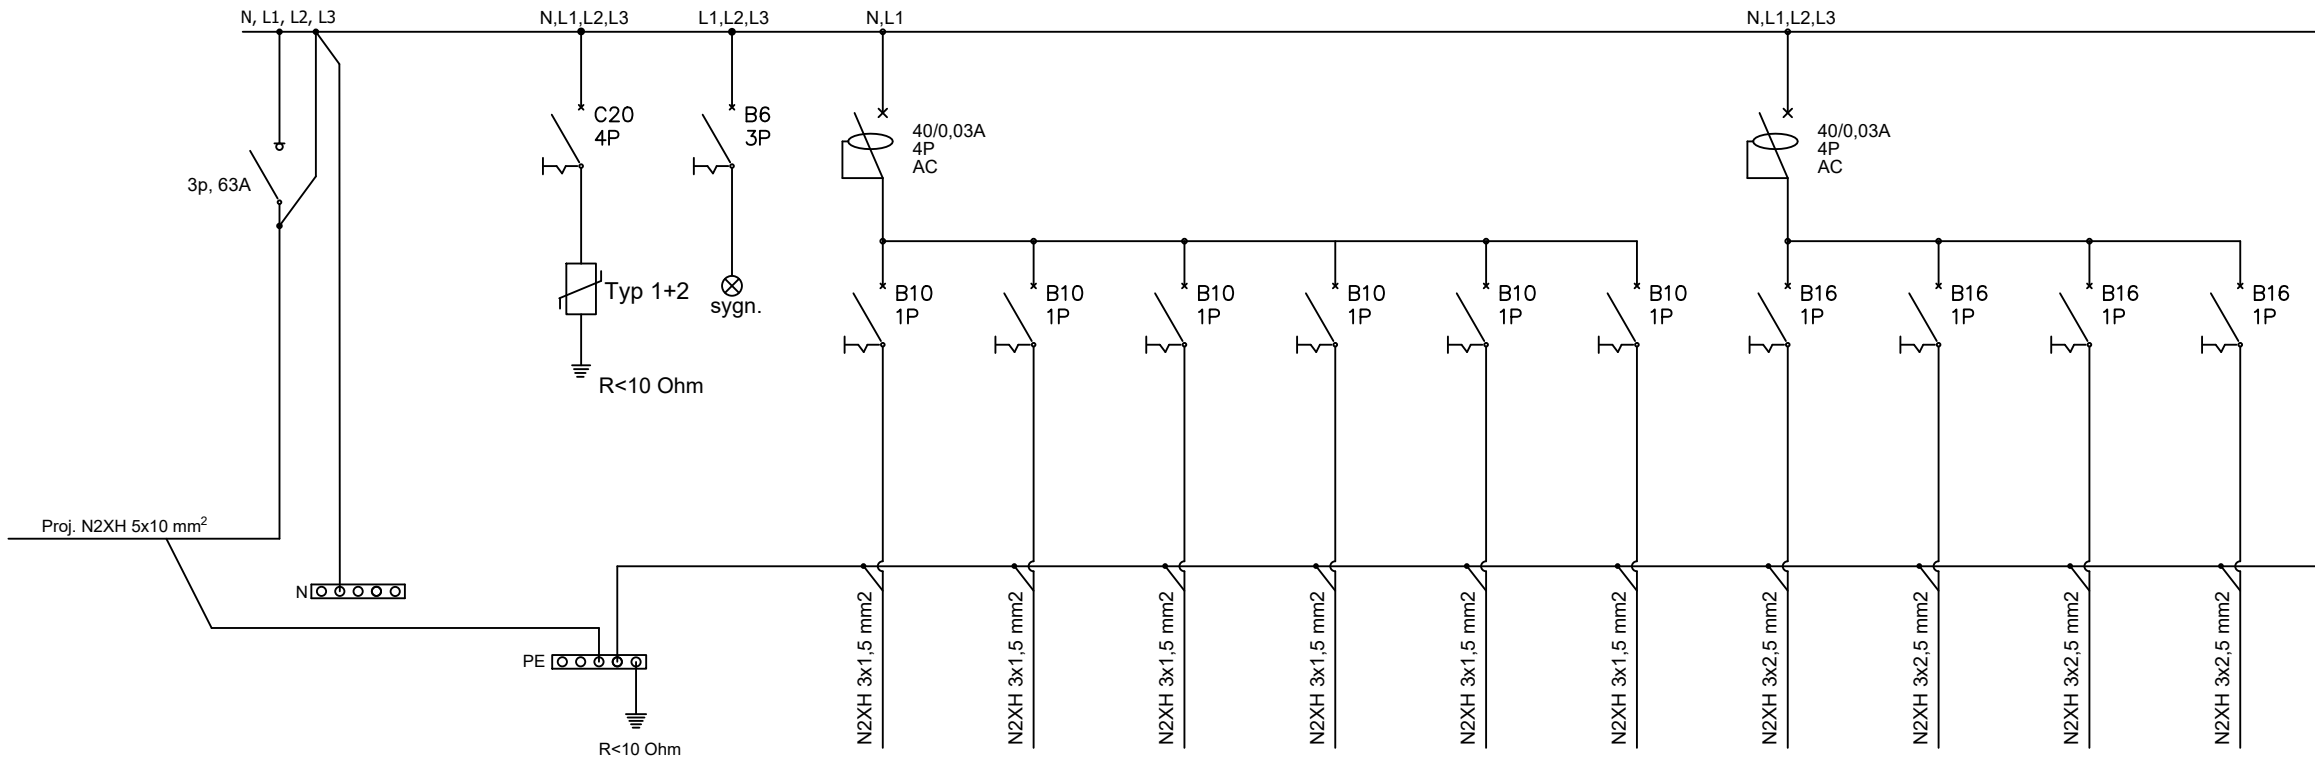 N, L1, L2, L3
N,L1,L2,L3
L1,L2,L3
N,L1
N,L1,L2,L3
3p, 63A
C20
4P
B6
3P
40/0,03A
4P
AC
40/0,03A
4P
AC
Typ 1+2
sygn.
R<10 Ohm
B10
1P
B10
1P
B10
1P
B10
1P
B10
1P
B10
1P
B16
1P
B16
1P
B16
1P
B16
1P
Proj. N2XH 5x10 mm²
N
PE
R<10 Ohm
N2XH 3x1,5 mm2
N2XH 3x1,5 mm2
N2XH 3x1,5 mm2
N2XH 3x1,5 mm2
N2XH 3x1,5 mm2
N2XH 3x1,5 mm2
N2XH 3x2,5 mm2
N2XH 3x2,5 mm2
N2XH 3x2,5 mm2
N2XH 3x2,5 mm2